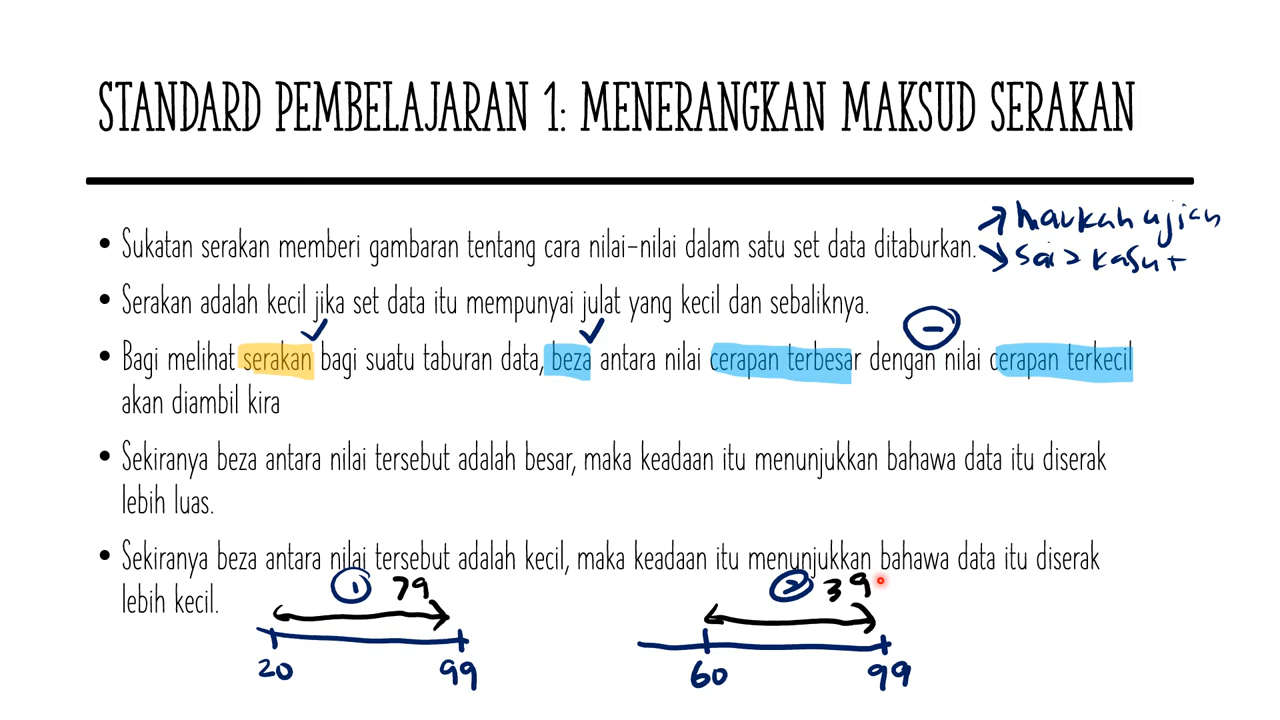 STANDARD PEMBELAJARAN 1: MENERANGKAN MAKSUD SERAKAN
• Sukatan serakan memberi gambaran tentang cara nilai-nilai dalam satu set data ditaburkan.
↗ markah ujian
↘ saiz kasut
• Serakan adalah kecil jika set data itu mempunyai julat yang kecil dan sebaliknya.
−
• Bagi melihat serakan bagi suatu taburan data, beza antara nilai cerapan terbesar dengan nilai cerapan terkecil
akan diambil kira
• Sekiranya beza antara nilai tersebut adalah besar, maka keadaan itu menunjukkan bahawa data itu diserak
lebih luas.
• Sekiranya beza antara nilai tersebut adalah kecil, maka keadaan itu menunjukkan bahawa data itu diserak
lebih kecil.
① 79
20 99
② 39
60 99